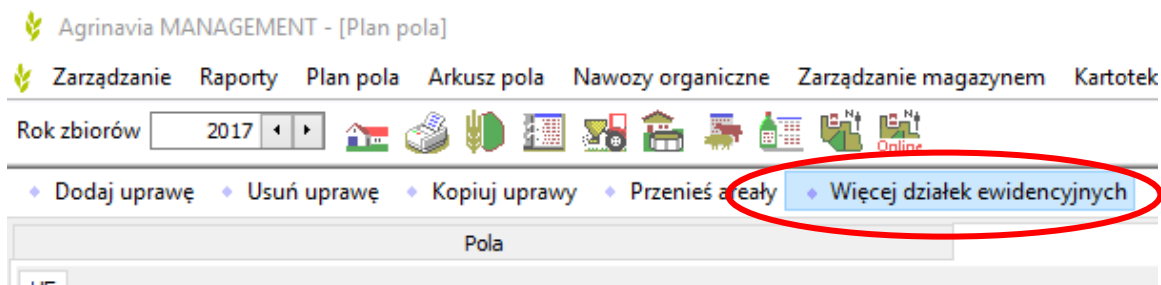 Agrinavia MANAGEMENT - [Plan pola]
Zarządzanie Raporty Plan pola Arkusz pola Nawozy organiczne Zarządzanie magazynem Kartotek
Rok zbiorów 2017 Online
Dodaj uprawę Usuń uprawę Kopiuj uprawy Przenieś areały Więcej działek ewidencyjnych
Pola